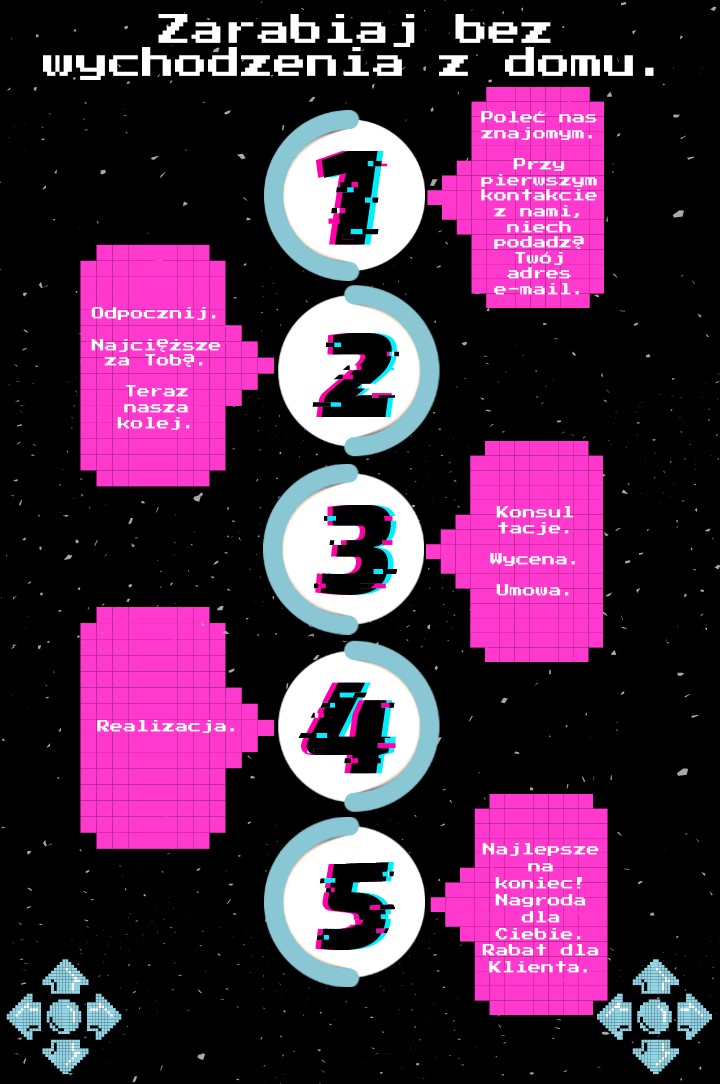 Zarabiaj bez
wychodzenia z domu.
1
Poleć nas
znajomym.
Przy
pierwszym
kontakcie
z nami,
niech
podadzą
Twój
adres
e-mail.
2
Odpocznij.
Najcięższe
za Tobą.
Teraz
nasza
kolej.
3
Konsul
tacje.
Wycena.
Umowa.
4
Realizacja.
5
Najlepsze
na
koniec!
Nagroda
dla
Ciebie.
Rabat dla
Klienta.